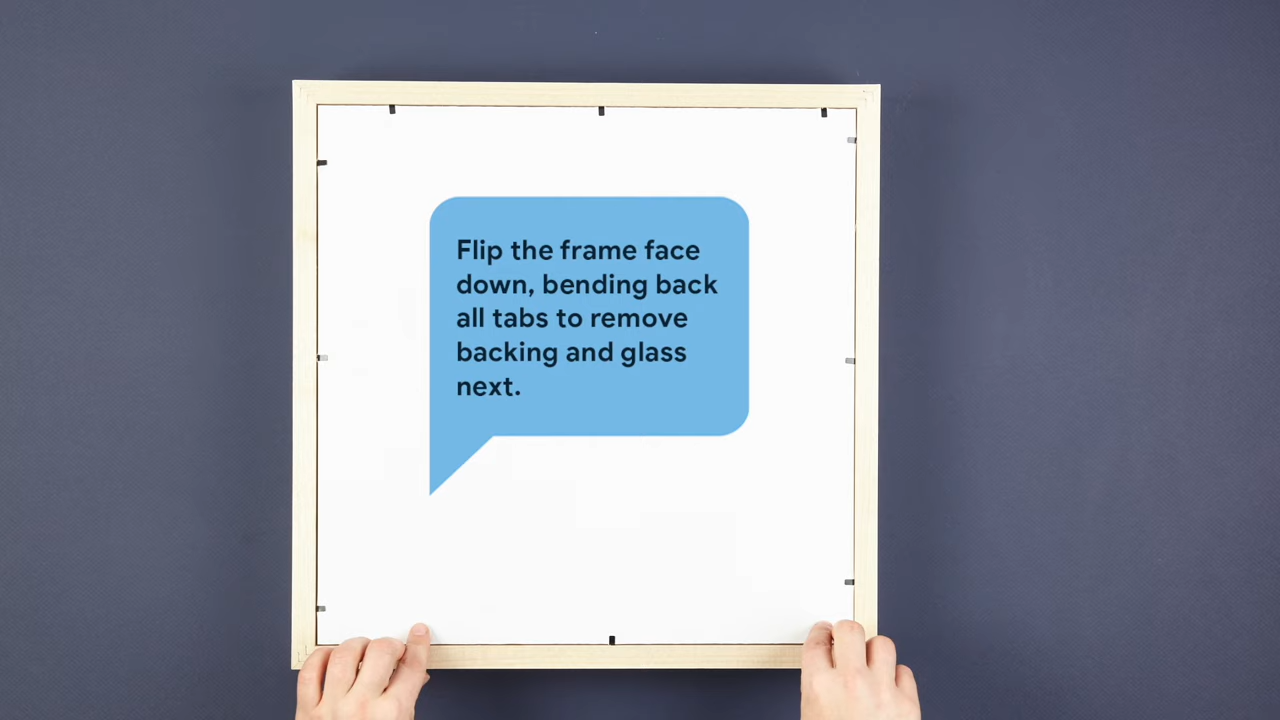 Flip the frame face
down, bending back
all tabs to remove
backing and glass
next.